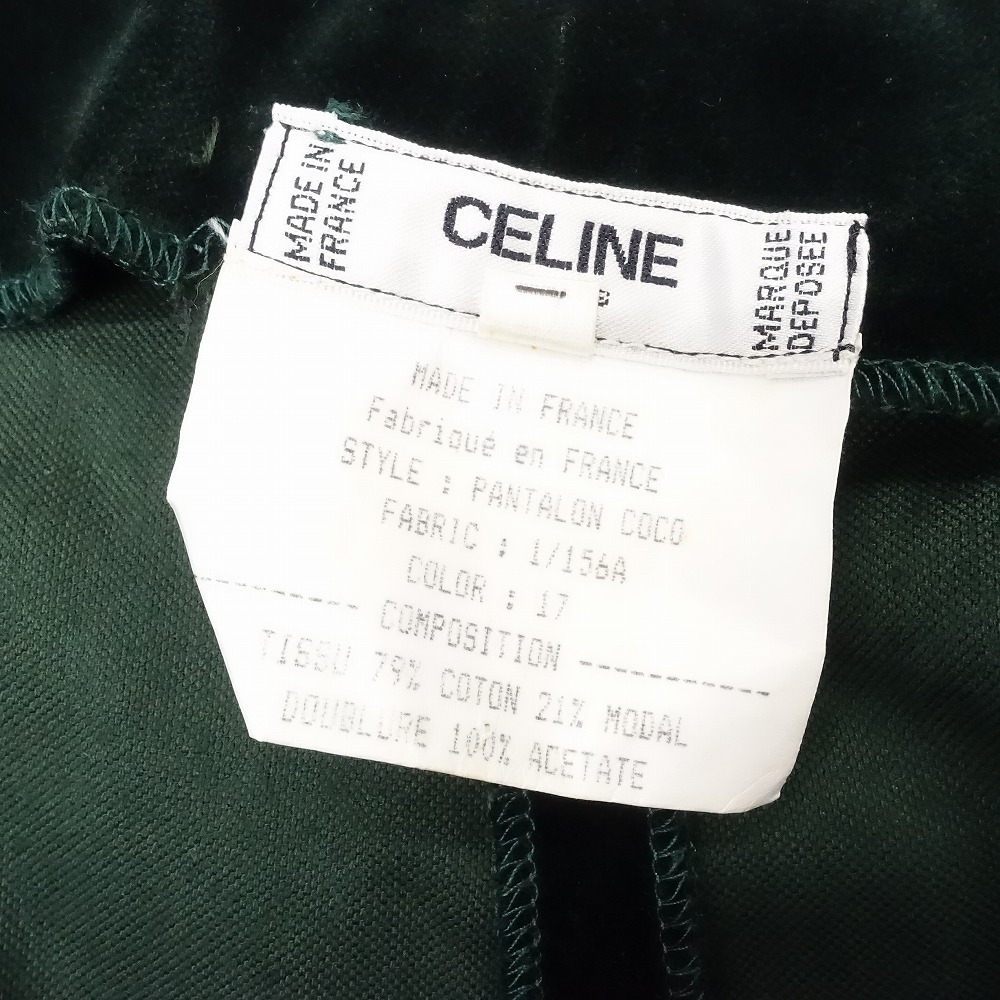 MADE IN
FRANCE
CELINE
MARQUE
DEPOSEE
MADE IN FRANCE
Fabriqué en FRANCE
STYLE : PANTALON COCO
FABRIC : 1/156A
COLOR : 17
--------------- COMPOSITION ---------------
TISSU 79% COTON 21% MODAL
DOUBLURE 100% ACETATE